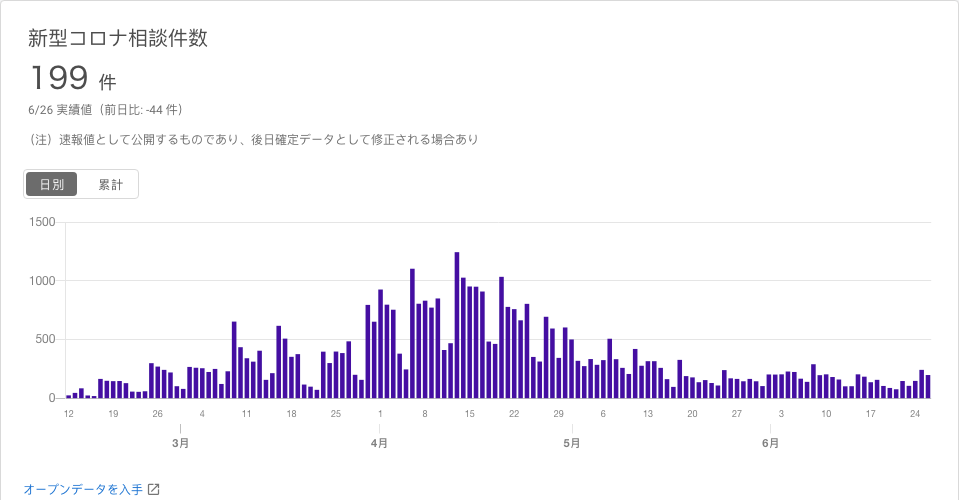 新型コロナ相談件数
199 件
6/26 実績値（前日比: -44 件）
（注）速報値として公開するものであり、後日確定データとして修正される場合あり
日別 累計
1500
1000
500
0
12 19 26 4 11 18 25 1 8 15 22 29 6 13 20 27 3 10 17 24
3月 4月 5月 6月
オープンデータを入手